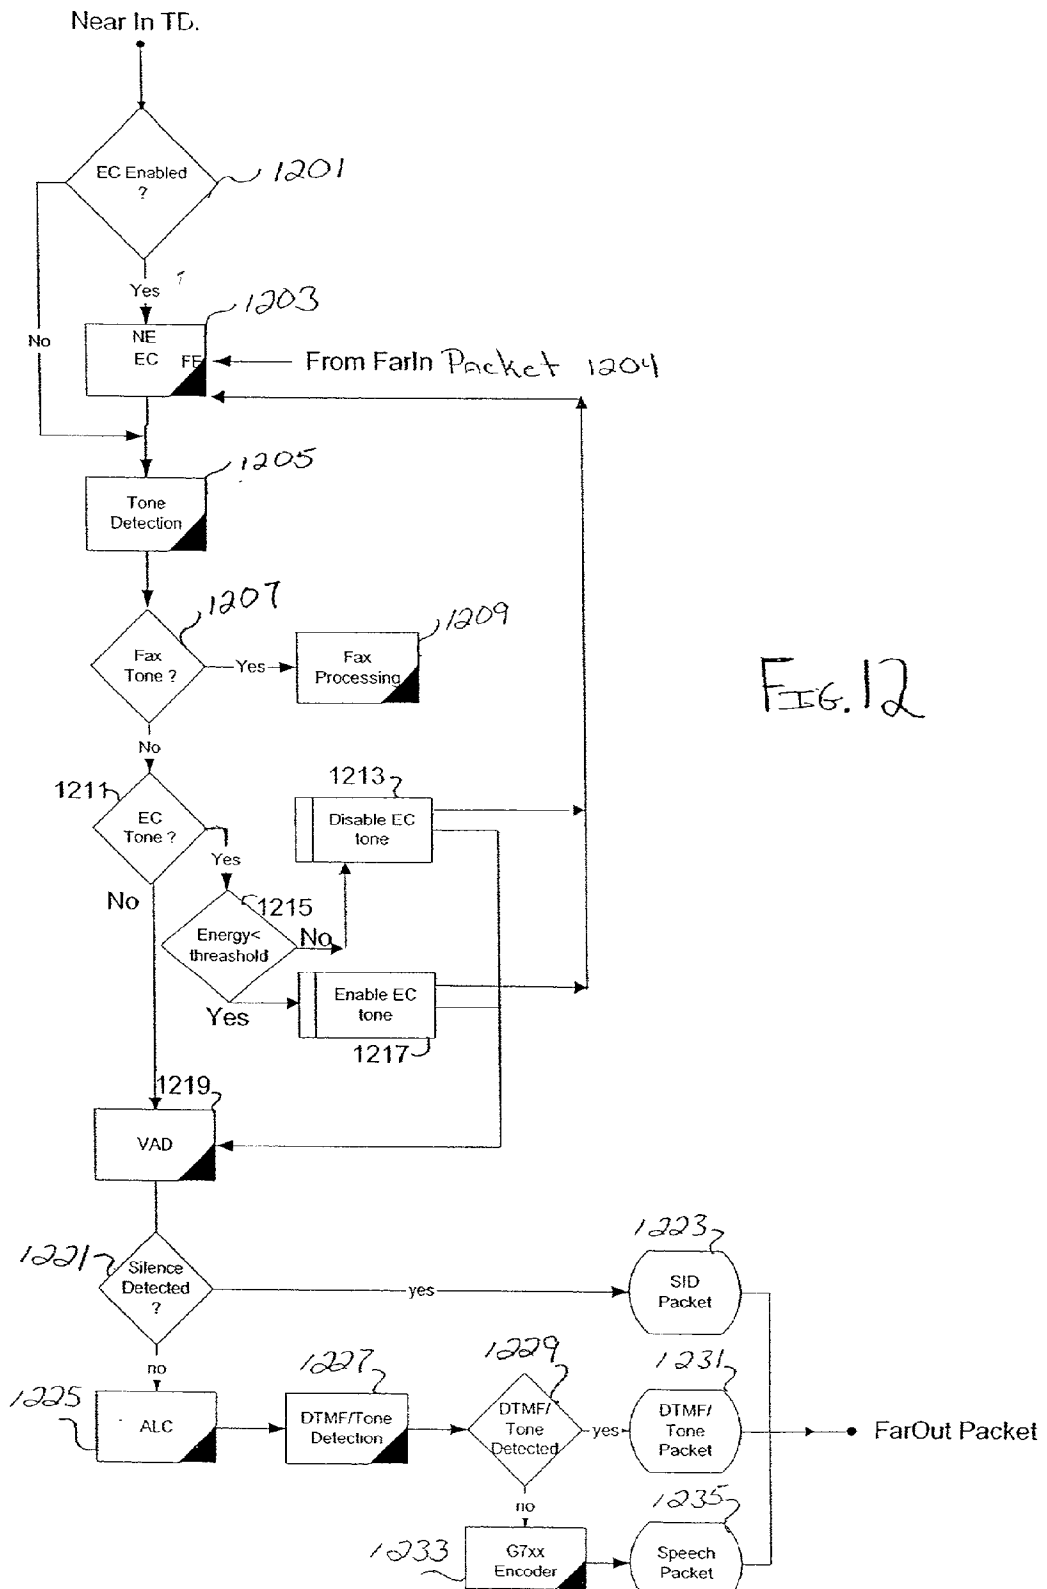 Near In TD.
EC Enabled
?
1201
Yes
1203
No
NE
EC
FE
From FarIn Packet 1204
1205
Tone
Detection
1207
1209
Fax
Tone ?
Yes
Fax
Processing
FIG. 12
No
1211
1213
EC
Tone ?
Disable EC
tone
Yes
No
1215
Energy<
threashold
No
Yes
Enable EC
tone
1217
1219
VAD
1221
1223
Silence
Detected
?
yes
SID
Packet
no
1225
1227
1229
1231
ALC
DTMF/Tone
Detection
DTMF/
Tone
Detected
yes
DTMF/
Tone
Packet
FarOut Packet
no
1233
1235
G7xx
Encoder
Speech
Packet